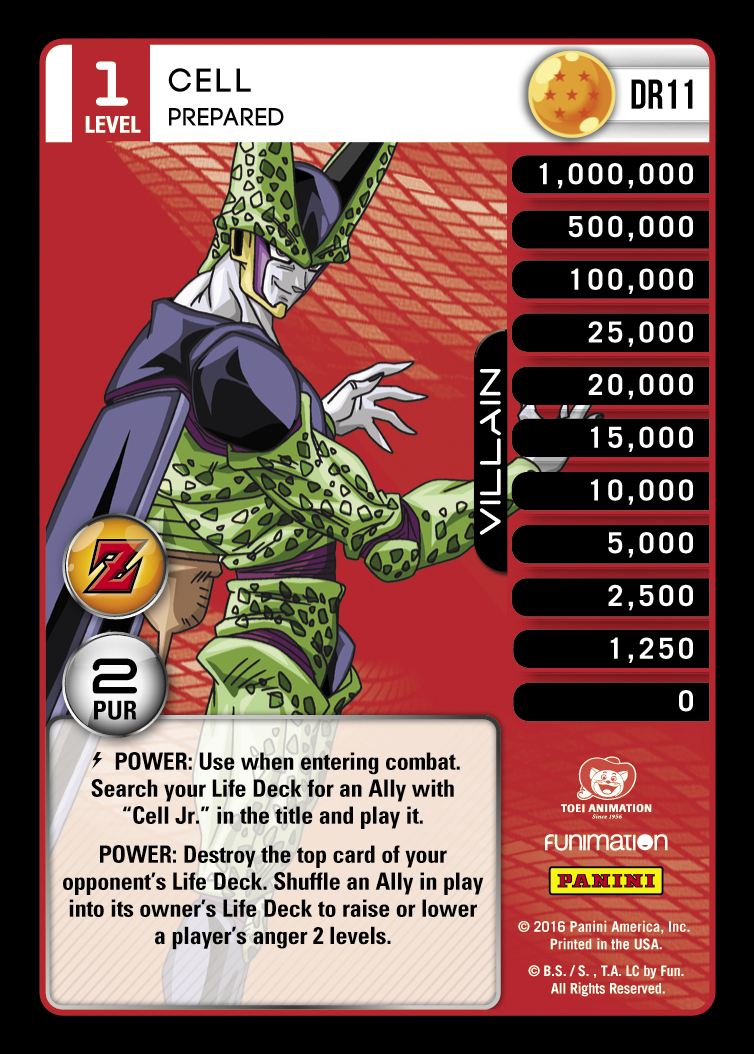 1
LEVEL
CELL
PREPARED
DR11
1,000,000
500,000
100,000
25,000
20,000
15,000
10,000
5,000
2,500
1,250
0
VILLAIN
Z
2
PUR
POWER: Use when entering combat.
Search your Life Deck for an Ally with
“Cell Jr.” in the title and play it.
POWER: Destroy the top card of your
opponent’s Life Deck. Shuffle an Ally in play
into its owner’s Life Deck to raise or lower
a player’s anger 2 levels.
TOEI ANIMATION
Since 1956
FUNIMATION
PANINI
© 2016 Panini America, Inc.
Printed in the USA.
© B.S. / S. , T.A. LC by Fun.
All Rights Reserved.